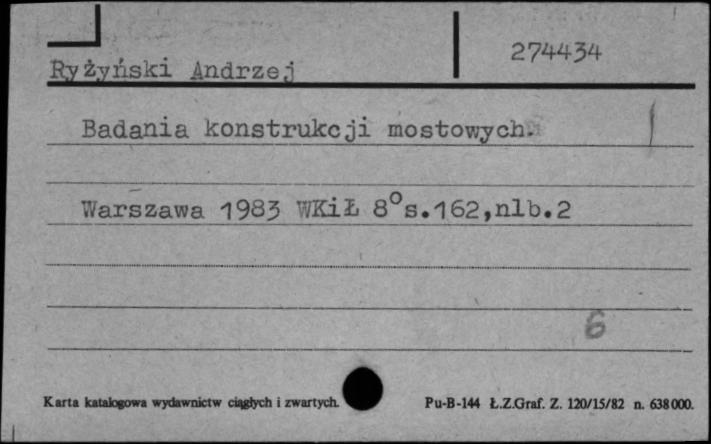 274434
Ryżyński Andrzej
Badania konstrukcji mostowych.
Warszawa 1983 WKiŁ 8°s.162,nlb.2
6
Karta katalogowa wydawnictw ciągłych i zwartych.
Pu-B-144 Ł.Z.Graf. Z. 120/15/82 n. 638000.